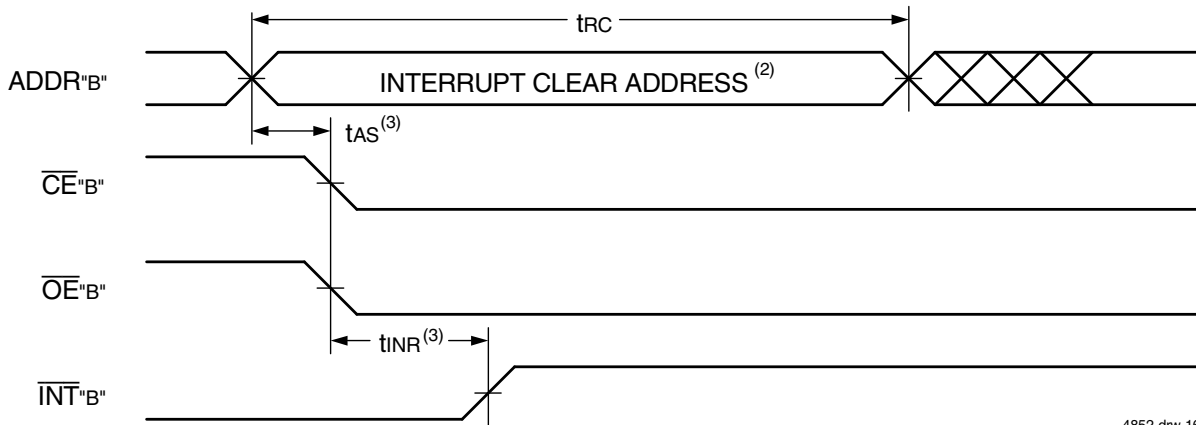 tRC
ADDR"B"
INTERRUPT CLEAR ADDRESS (2)
tAS(3)
CE"B"
OE"B"
tINR(3)
INT"B"